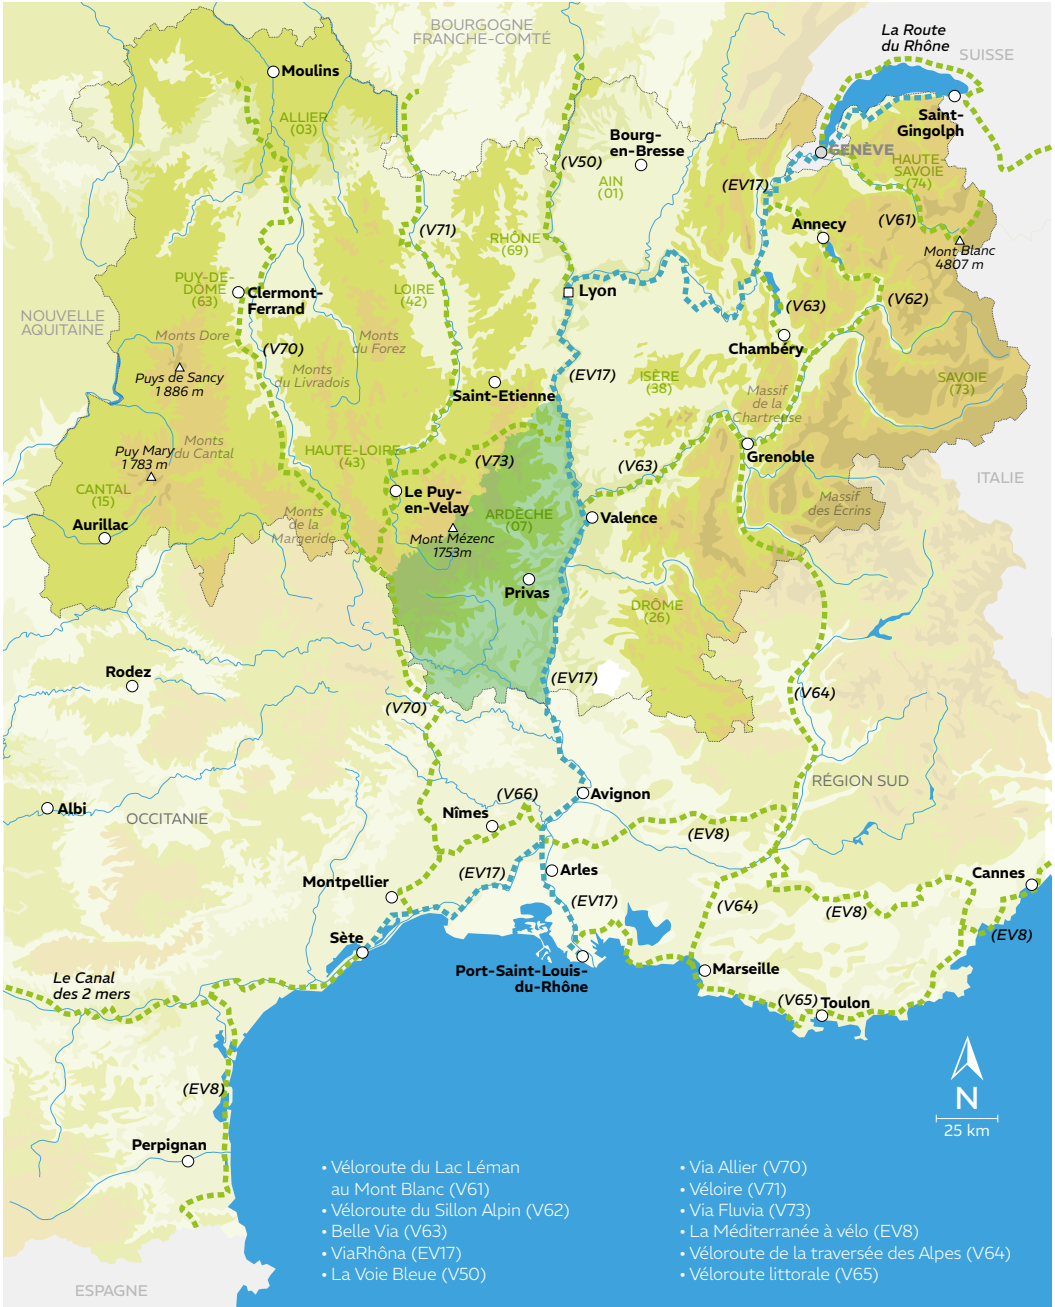 BOURGOGNE
FRANCHE-COMTÉ
La Route
du Rhône
SUISSE
Moulins
ALLIER
(03)
Saint-
Gingolph
Bourg-
en-Bresse
(V50)
AIN
(01)
GENÈVE
HAUTE-
SAVOIE
(74)
(EV17)
Annecy
(V61)
(V71)
RHÔNE
(69)
Mont Blanc
4807 m
PUY-DE-
DÔME
(63)
Clermont-
Ferrand
LOIRE
(42)
Lyon
(V63)
(V62)
NOUVELLE
AQUITAINE
Monts Dore
Monts
du Forez
(V70)
Chambéry
Puys de Sancy
1 886 m
Monts
du Livradois
Saint-Etienne
(EV17)
ISÈRE
(38)
SAVOIE
(73)
Massif
de la
Chartreuse
Puy Mary
1 783 m
Monts
du Cantal
HAUTE-LOIRE
(43)
(V73)
(V63)
Grenoble
ITALIE
CANTAL
(15)
Le Puy-
en-Velay
Massif
des Écrins
Aurillac
Monts
de la
Margeride
ARDÈCHE
(07)
Valence
Mont Mézenc
1753m
Privas
DRÔME
(26)
Rodez
(EV17)
(V64)
(V70)
RÉGION SUD
Albi
OCCITANIE
(V66)
Avignon
Nîmes
(EV8)
Montpellier
(EV17)
Arles
Cannes
(EV17)
(V64)
(EV8)
(EV8)
Sète
Port-Saint-Louis-
du-Rhône
Marseille
Le Canal
des 2 mers
(V65)
Toulon
(EV8)
N
25 km
Perpignan
ESPAGNE
• Véloroute du Lac Léman
au Mont Blanc (V61)
• Véloroute du Sillon Alpin (V62)
• Belle Via (V63)
• ViaRhôna (EV17)
• La Voie Bleue (V50)
• Via Allier (V70)
• Véloire (V71)
• Via Fluvia (V73)
• La Méditerranée à vélo (EV8)
• Véloroute de la traversée des Alpes (V64)
• Véloroute littorale (V65)